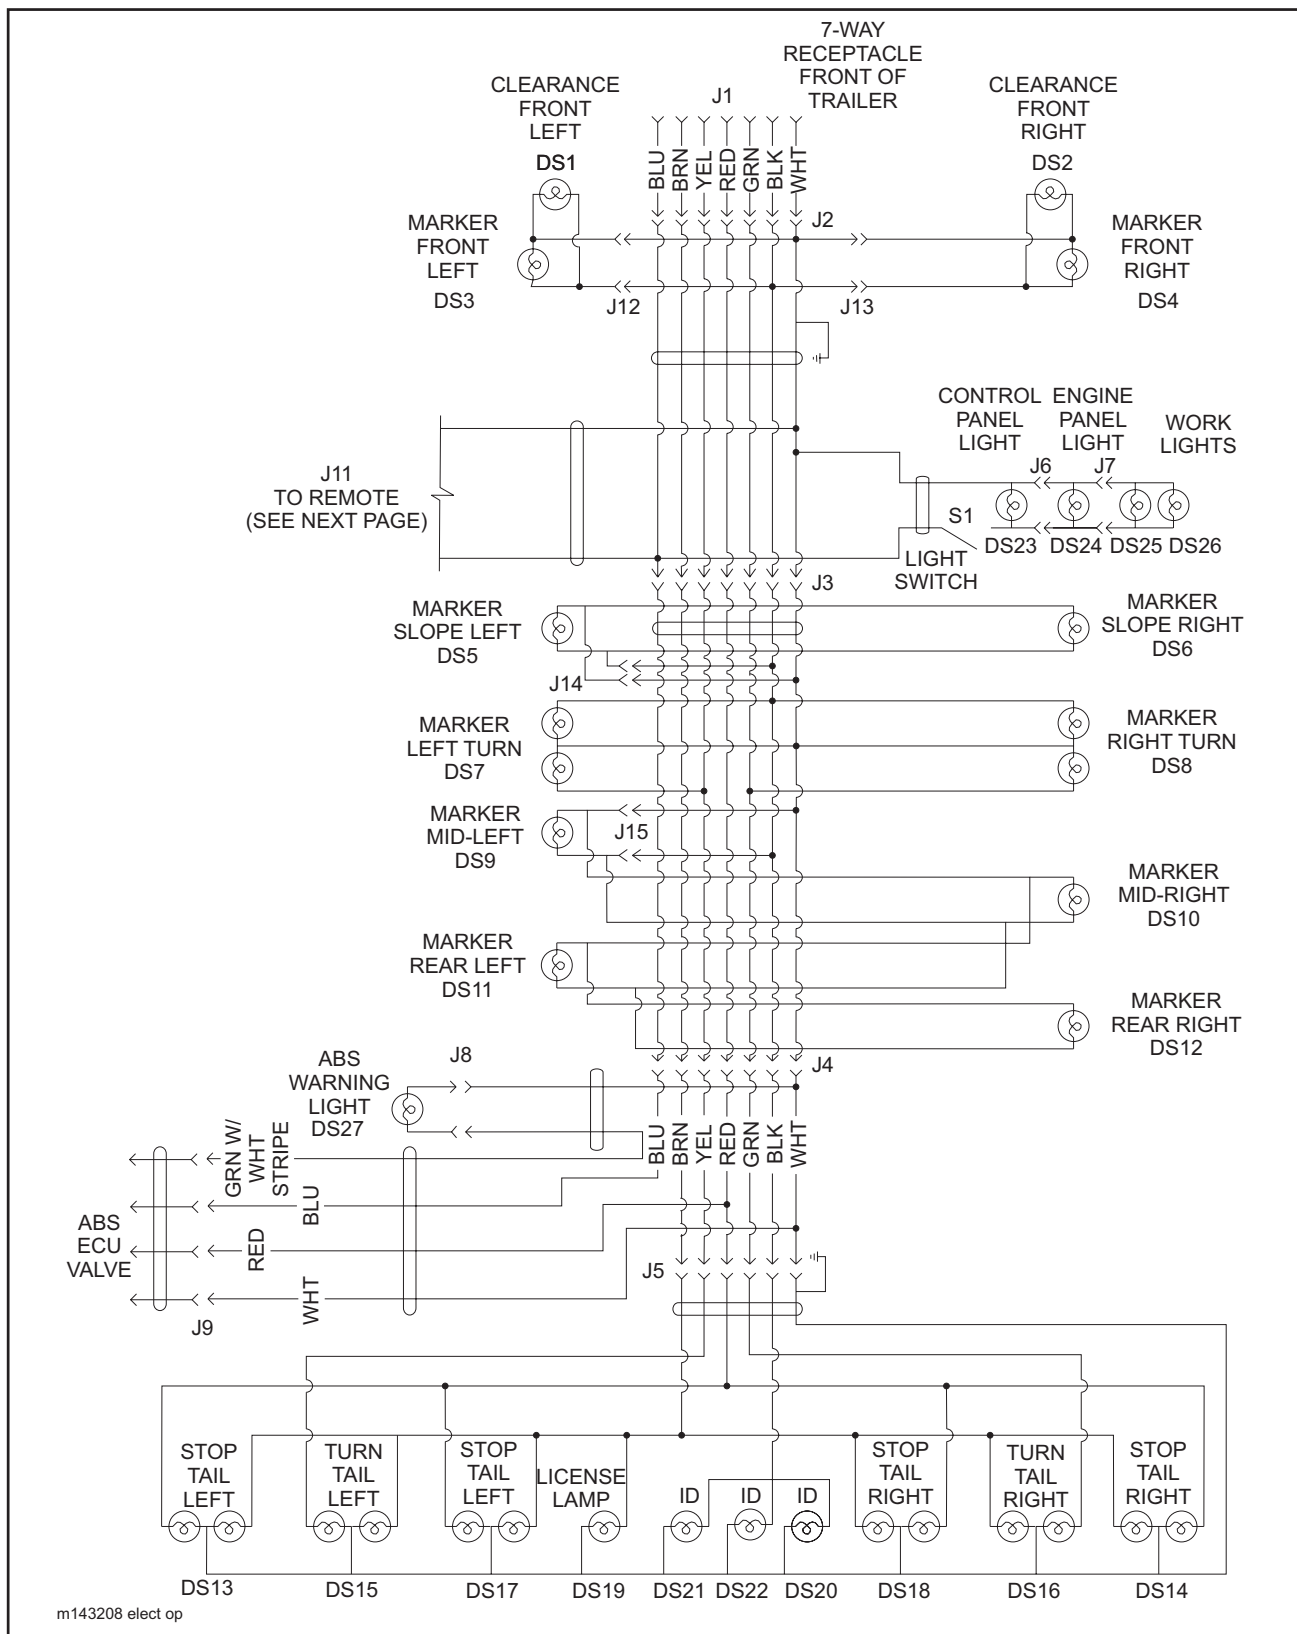 7-WAY
RECEPTACLE
FRONT OF
TRAILER
J1
CLEARANCE
FRONT
LEFT
DS1
CLEARANCE
FRONT
RIGHT
DS2
BLU
BRN
YEL
RED
GRN
BLK
WHT
J2
MARKER
FRONT
LEFT
DS3
MARKER
FRONT
RIGHT
DS4
J12
J13
CONTROL
PANEL
LIGHT
ENGINE
PANEL
LIGHT
WORK
LIGHTS
J6
J7
J11
TO REMOTE
(SEE NEXT PAGE)
S1
DS23
DS24
DS25
DS26
LIGHT
SWITCH
J3
MARKER
SLOPE LEFT
DS5
MARKER
SLOPE RIGHT
DS6
J14
MARKER
LEFT TURN
DS7
MARKER
RIGHT TURN
DS8
MARKER
MID-LEFT
DS9
J15
MARKER
MID-RIGHT
DS10
MARKER
REAR LEFT
DS11
MARKER
REAR RIGHT
DS12
J8
J4
ABS
WARNING
LIGHT
DS27
BLU
BRN
YEL
RED
GRN
BLK
WHT
GRN W/
WHT
STRIPE
BLU
RED
WHT
ABS
ECU
VALVE
J5
J9
STOP
TAIL
LEFT
TURN
TAIL
LEFT
STOP
TAIL
LEFT
LICENSE
LAMP
ID
ID
ID
STOP
TAIL
RIGHT
TURN
TAIL
RIGHT
STOP
TAIL
RIGHT
DS13
DS15
DS17
DS19
DS21
DS22
DS20
DS18
DS16
DS14
m143208 elect op